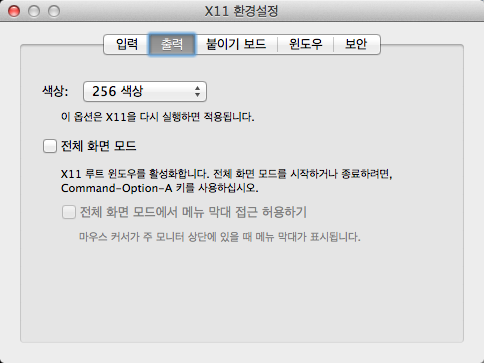 X11 환경설정
입력 출력 붙이기 보드 윈도우 보안
색상: 256 색상
이 옵션은 X11을 다시 실행하면 적용됩니다.
전체 화면 모드
X11 루트 윈도우를 활성화합니다. 전체 화면 모드를 시작하거나 종료하려면,
Command-Option-A 키를 사용하십시오.
전체 화면 모드에서 메뉴 막대 접근 허용하기
마우스 커서가 주 모니터 상단에 있을 때 메뉴 막대가 표시됩니다.